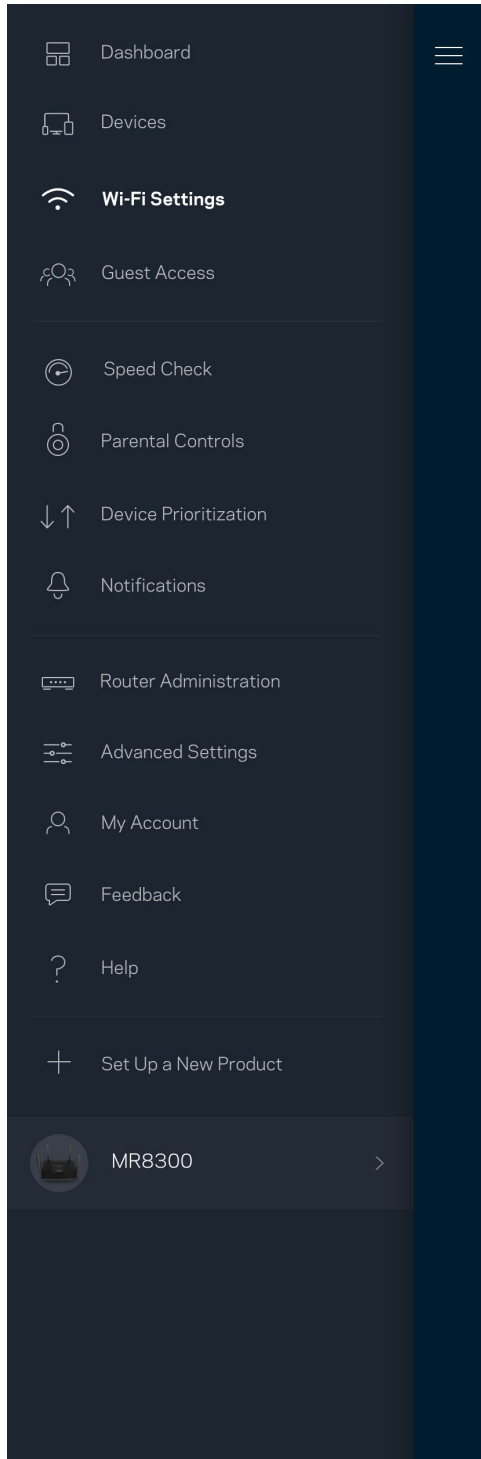 Dashboard
Devices
Wi-Fi Settings
Guest Access
Speed Check
Parental Controls
Device Prioritization
Notifications
Router Administration
Advanced Settings
My Account
Feedback
Help
Set Up a New Product
MR8300